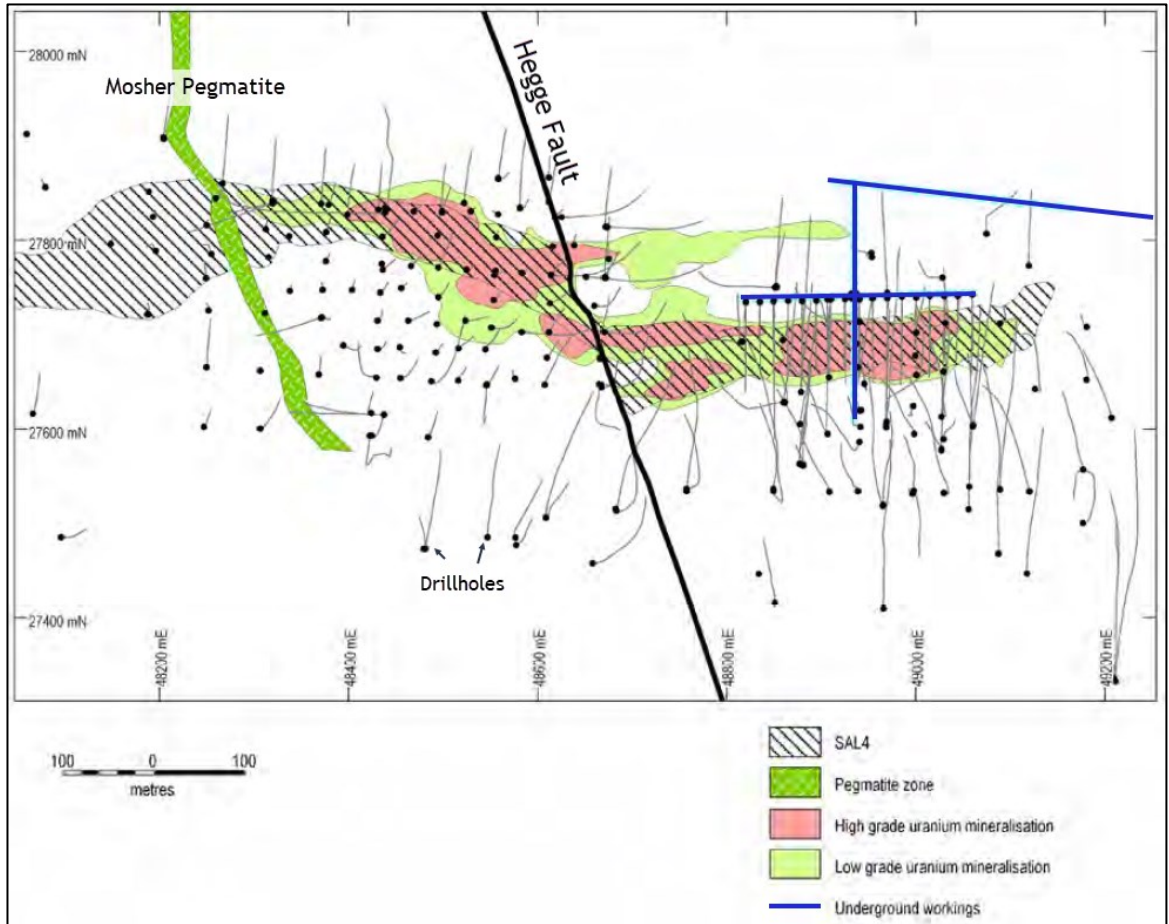 28000 mN
Mosher Pegmatite
Hegge Fault
27800 mN
27600 mN
Drillholes
27400 mN
48200 mE
48400 mE
48600 mE
48800 mE
49000 mE
49200 mE
100 0 100
metres
SAL4
Pegmatite zone
High grade uranium mineralisation
Low grade uranium mineralisation
Underground workings